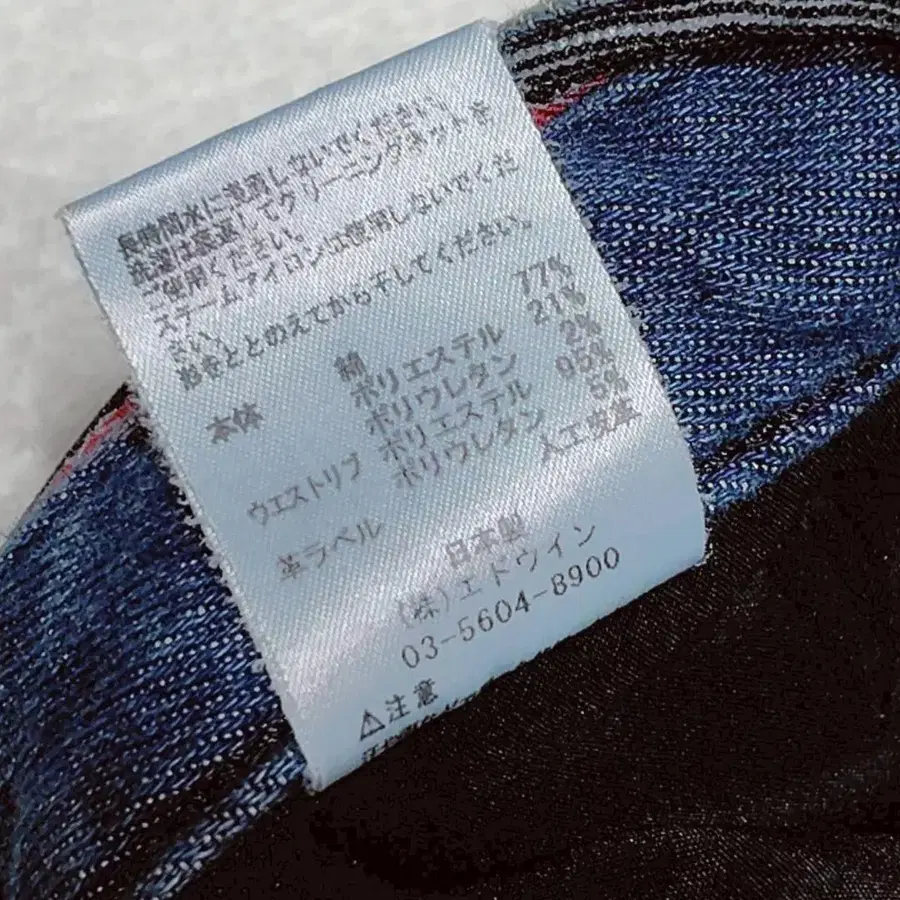 長時間水に浸漬しないでください。
洗濯は裏返してクリーニングネットを
ご使用ください。
スチームアイロンは使用しないでくだ
さい。
形をととのえてから干してください。
本体 綿 77%
ポリエステル 21%
ポリウレタン 2%
ウエストリブ ポリエステル 95%
ポリウレタン 5%
革ラベル 人工皮革
日本製
(株)エドウイン
03-5604-8900
⚠注意